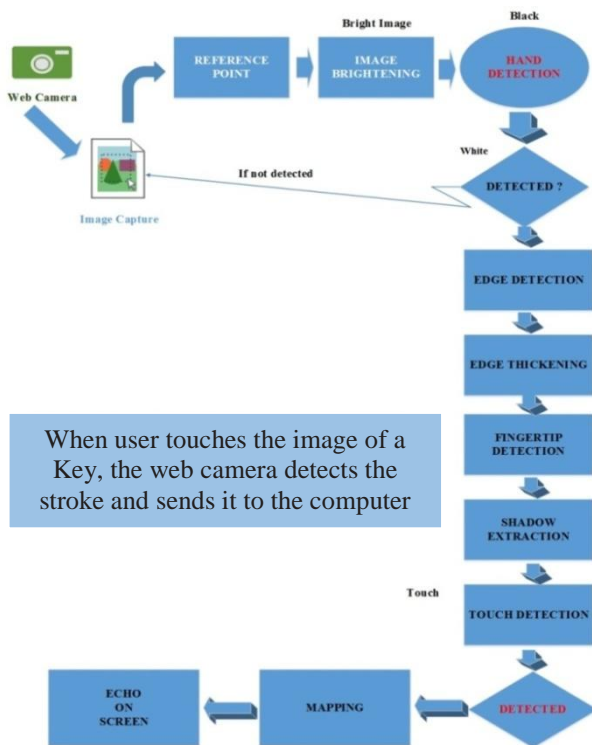 Web Camera
Image Capture
REFERENCE
POINT
Bright Image
IMAGE
BRIGHTENING
Black
HAND
DETECTION
White
If not detected
DETECTED ?
EDGE DETECTION
EDGE THICKENING
When user touches the image of a
Key, the web camera detects the
stroke and sends it to the computer
FINGERTIP
DETECTION
SHADOW
EXTRACTION
Touch
TOUCH DETECTION
DETECTED
MAPPING
ECHO
ON
SCREEN